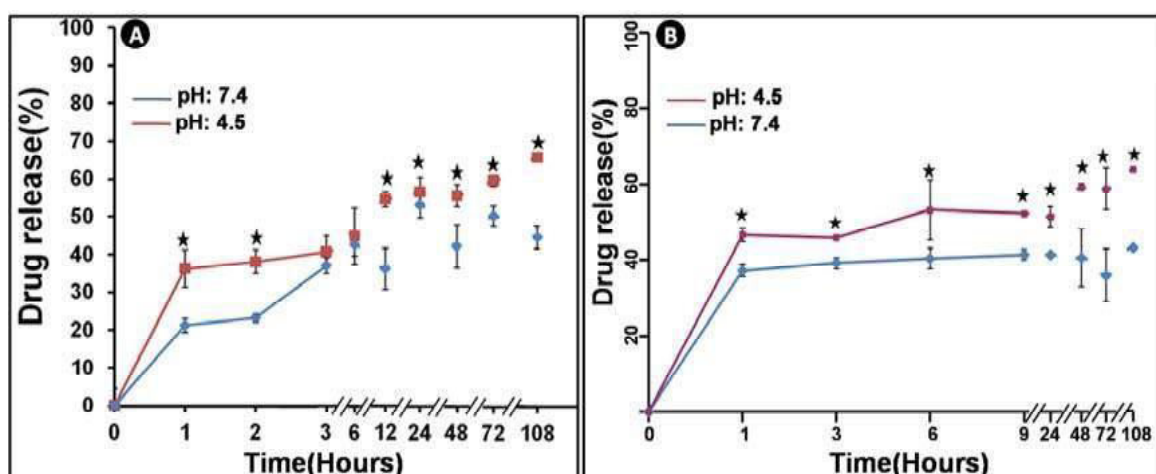 A
100
90
80
70
60
50
40
30
20
10
0
Drug release(%)
pH: 7.4
pH: 4.5
0 1 2 3 6 12 24 48 72 108
Time(Hours)
B
100
80
60
40
20
Drug release(%)
pH: 4.5
pH: 7.4
0 1 3 6 9 24 48 72 108
Time(Hours)